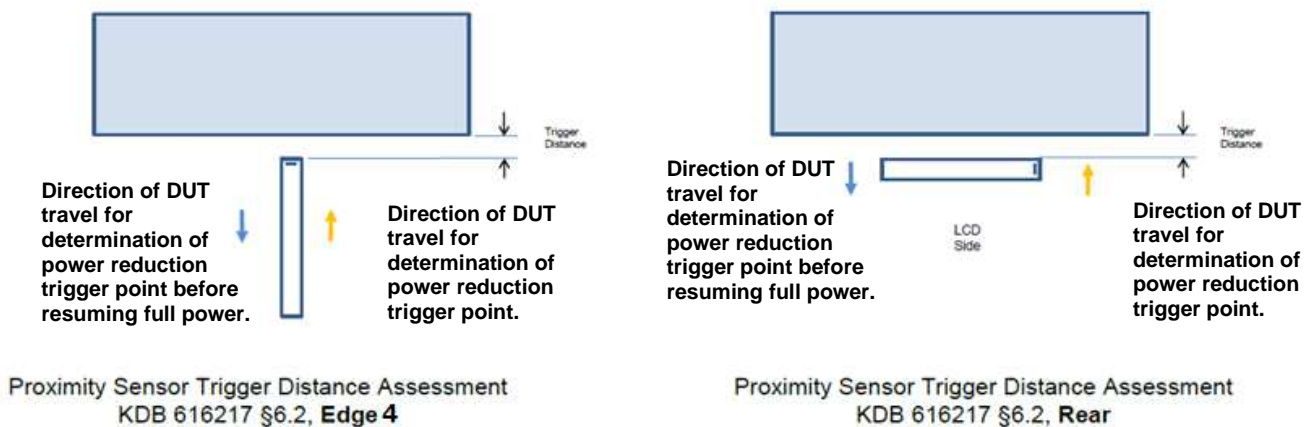 Trigger
Distance
Direction of DUT
travel for
determination of
power reduction
trigger point before
resuming full power.
Direction of DUT
travel for
determination of
power reduction
trigger point.
Proximity Sensor Trigger Distance Assessment
KDB 616217 §6.2, Edge 4
Trigger
Distance
Direction of DUT
travel for
determination of
power reduction
trigger point before
resuming full power.
LCD
Side
Direction of DUT
travel for
determination of
power reduction
trigger point.
Proximity Sensor Trigger Distance Assessment
KDB 616217 §6.2, Rear